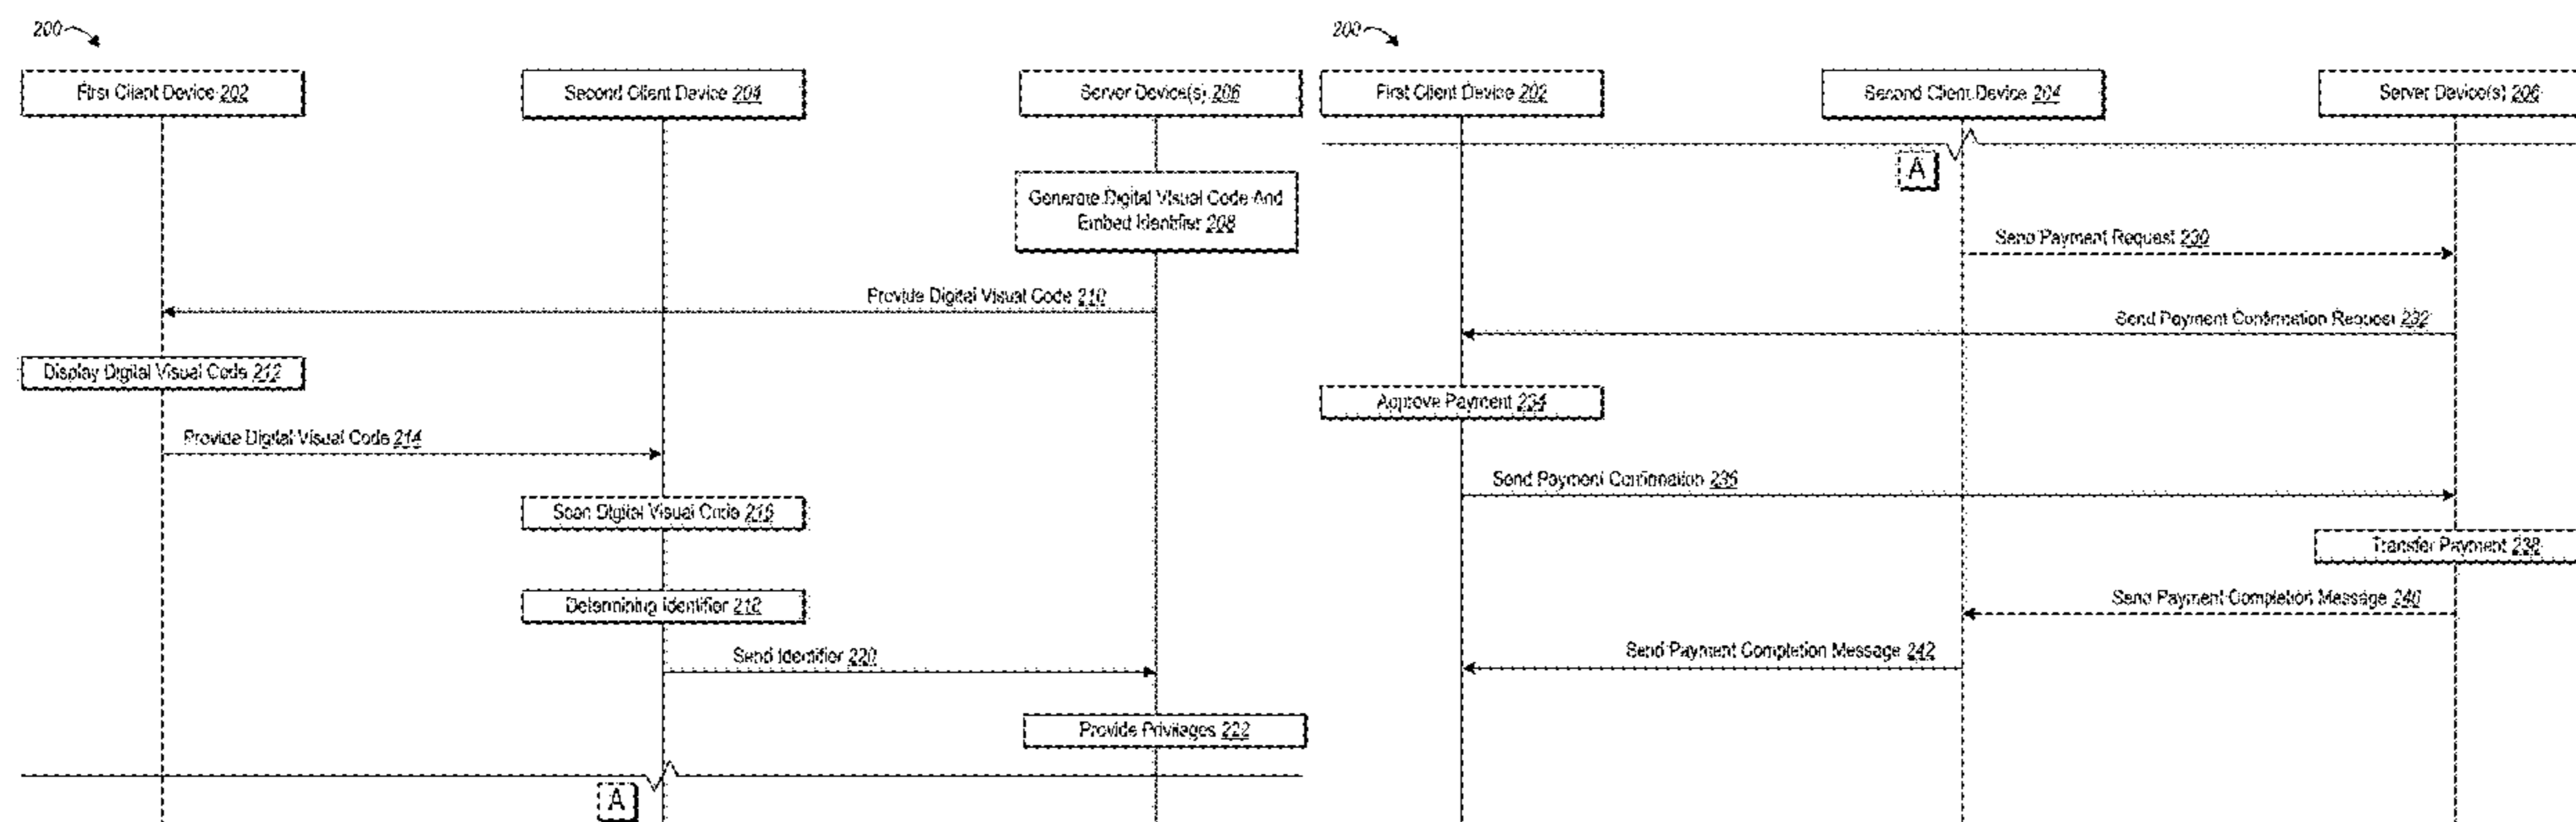 200
First Client Device 202
Second Client Device 204
Server Device(s) 206
Generate Digital Visual Code And
Embed Identifier 208
Provide Digital Visual Code 210
Display Digital Visual Code 212
Provide Digital Visual Code 214
Scan Digital Visual Code 216
Determining Identifier 218
Send Identifier 220
Provide Privilages 222
A
200
First Client Device 202
Second Client Device 204
Server Device(s) 206
A
Send Payment Request 230
Send Payment Confirmation Request 232
Approve Payment 234
Send Payment Confirmation 236
Transfer Payment 238
Send Payment Completion Message 240
Send Payment Completion Message 242